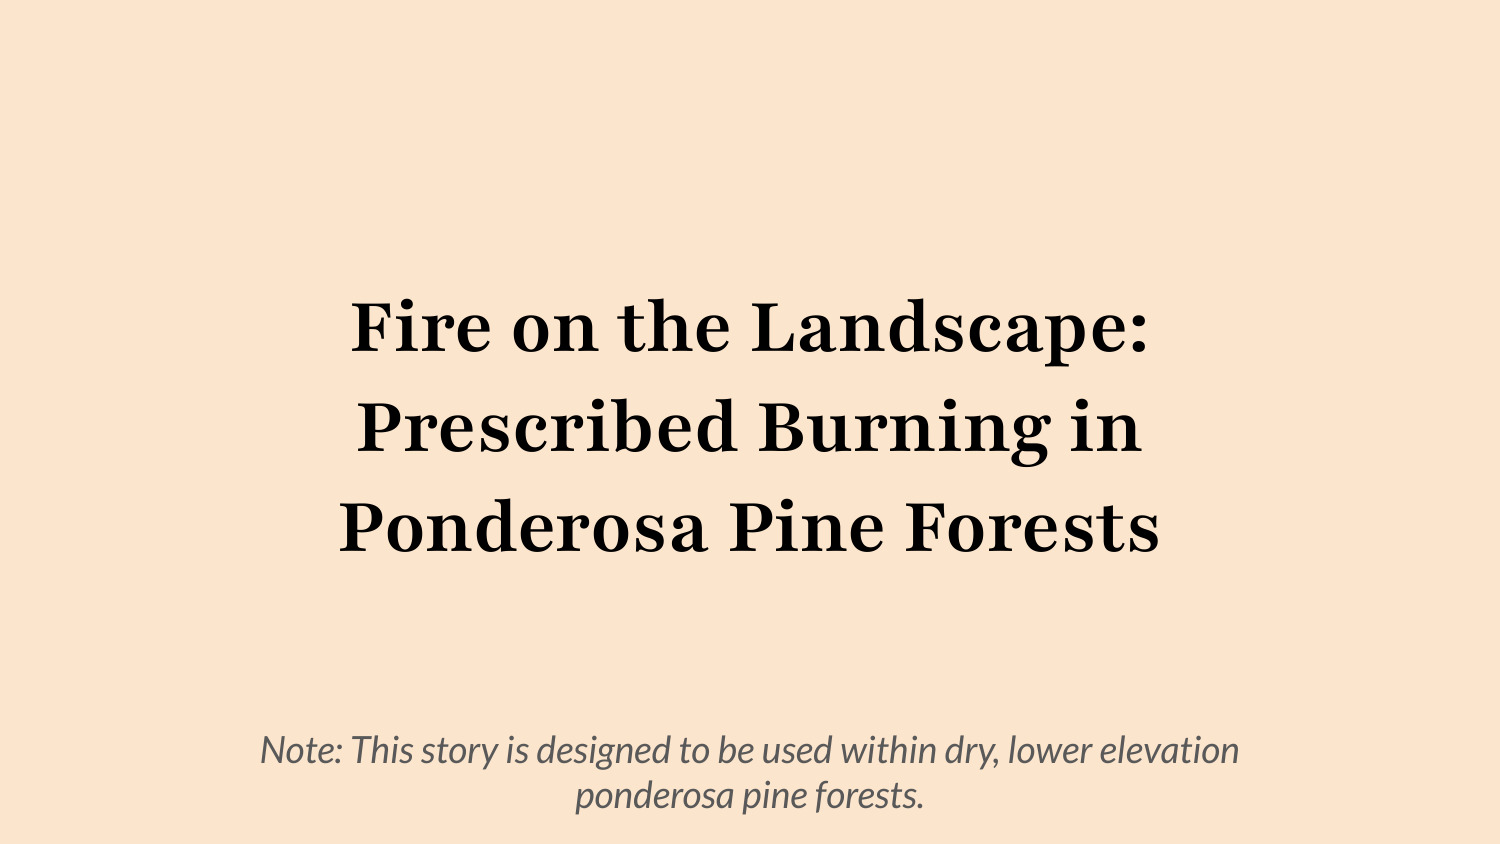 Fire on the Landscape:
Prescribed Burning in
Ponderosa Pine Forests
Note: This story is designed to be used within dry, lower elevation
ponderosa pine forests.